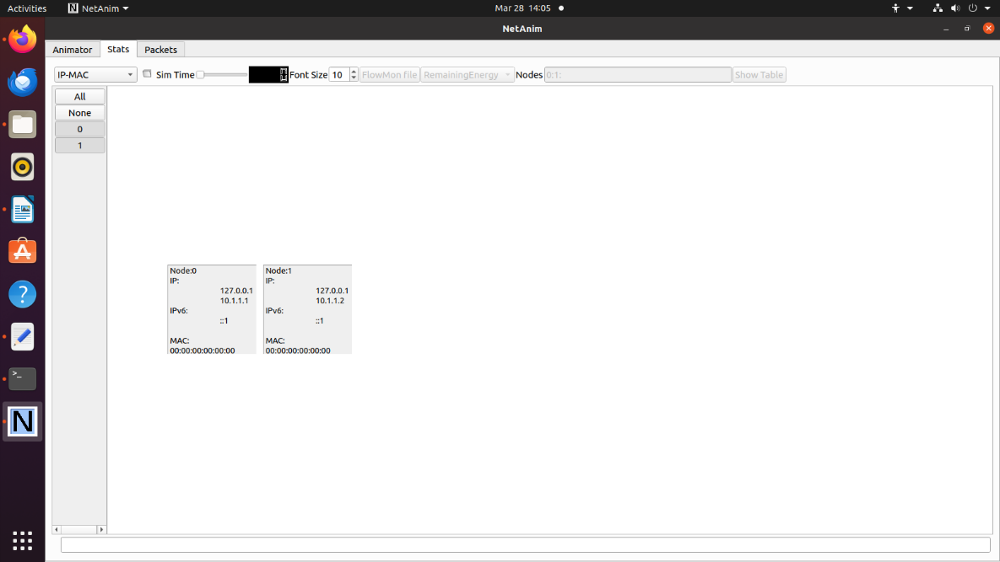 Activities NetAnim Mar 28 14:05
NetAnim
Animator Stats Packets
IP-MAC Sim Time Font Size 10 FlowMon file RemainingEnergy Nodes 0:1: Show Table
All
None
0
1
Node:0
IP:
127.0.0.1
10.1.1.1
IPv6:
::1
MAC:
00:00:00:00:00:00
Node:1
IP:
127.0.0.1
10.1.1.2
IPv6:
::1
MAC:
00:00:00:00:00:00